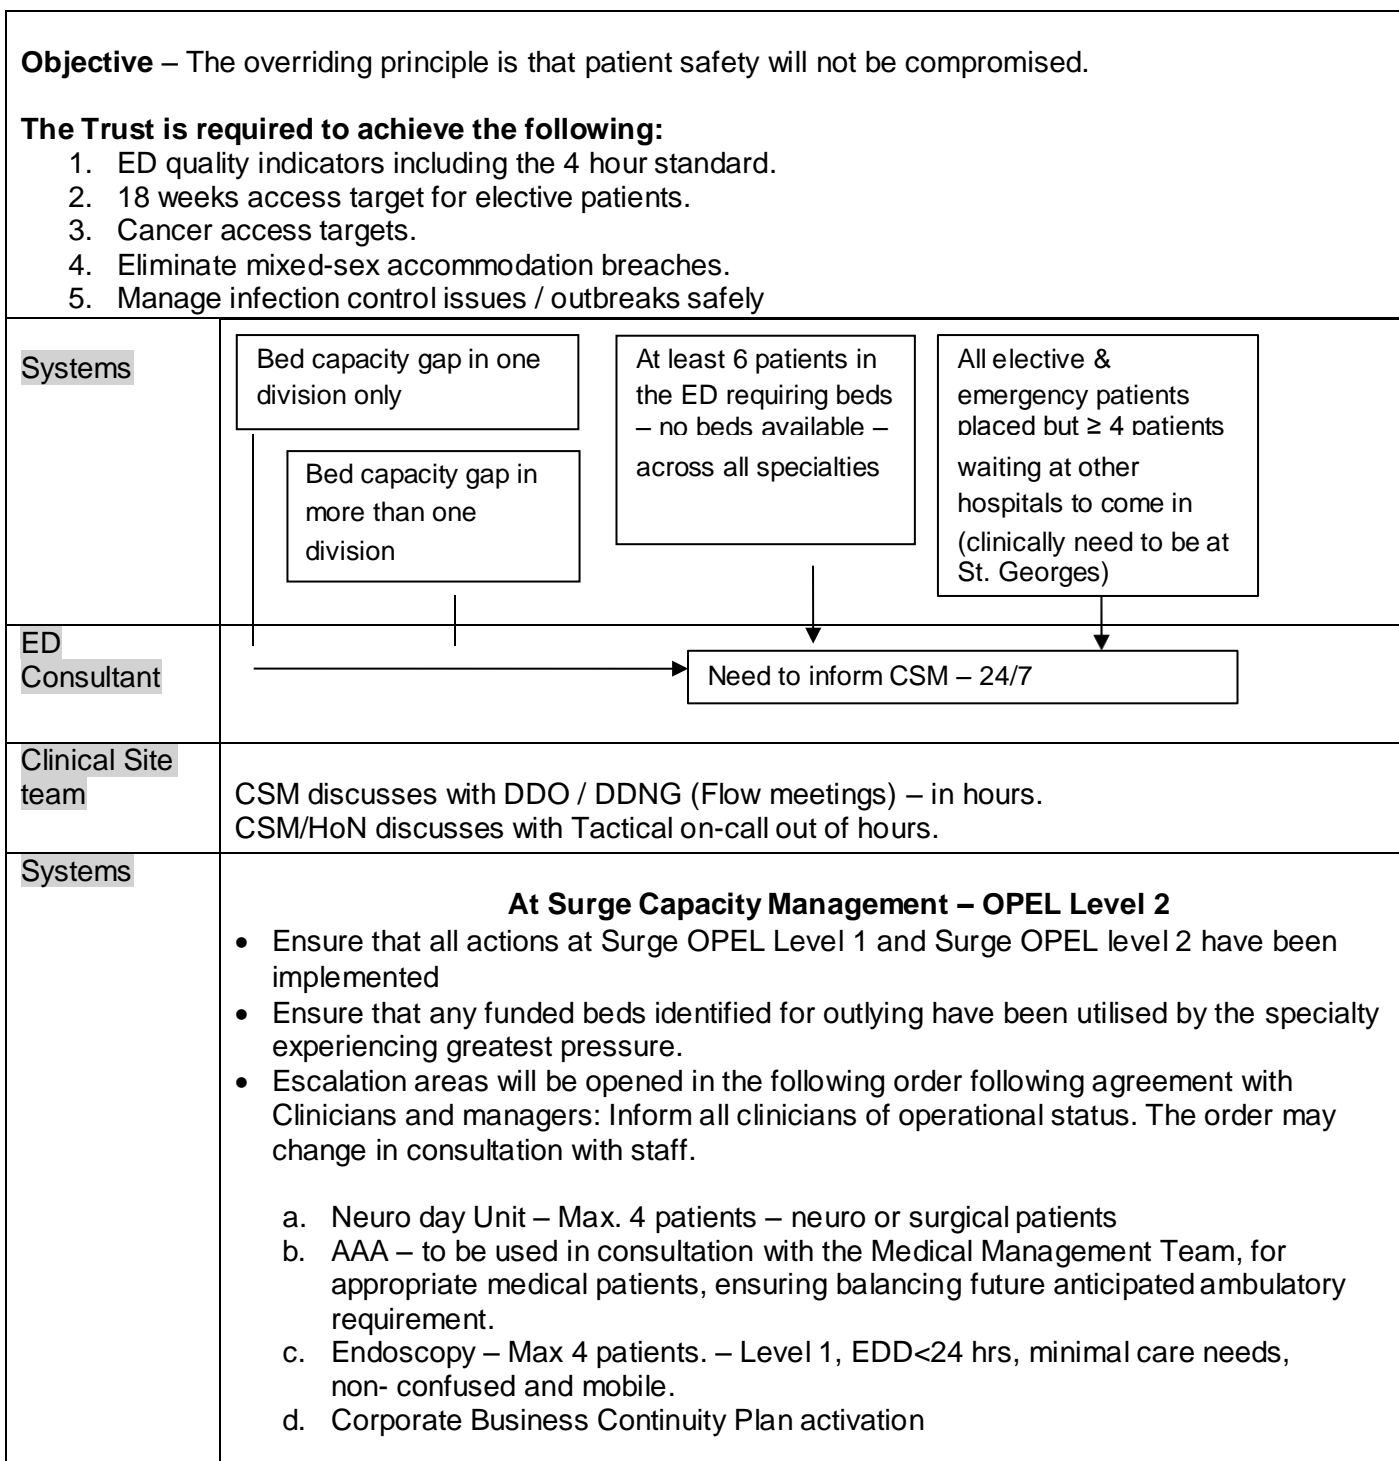 Objective – The overriding principle is that patient safety will not be compromised.
The Trust is required to achieve the following:
1. ED quality indicators including the 4 hour standard.
2. 18 weeks access target for elective patients.
3. Cancer access targets.
4. Eliminate mixed-sex accommodation breaches.
5. Manage infection control issues / outbreaks safely
Systems
Bed capacity gap in one
division only
Bed capacity gap in
more than one
division
At least 6 patients in
the ED requiring beds
– no beds available –
across all specialties
All elective &
emergency patients
placed but ≥ 4 patients
waiting at other
hospitals to come in
(clinically need to be at
St. Georges)
ED
Consultant
Need to inform CSM – 24/7
Clinical Site
team
CSM discusses with DDO / DDNG (Flow meetings) – in hours.
CSM/HoN discusses with Tactical on-call out of hours.
Systems
At Surge Capacity Management – OPEL Level 2
• Ensure that all actions at Surge OPEL Level 1 and Surge OPEL level 2 have been
implemented
• Ensure that any funded beds identified for outlying have been utilised by the specialty
experiencing greatest pressure.
• Escalation areas will be opened in the following order following agreement with
Clinicians and managers: Inform all clinicians of operational status. The order may
change in consultation with staff.
a. Neuro day Unit – Max. 4 patients – neuro or surgical patients
b. AAA – to be used in consultation with the Medical Management Team, for
appropriate medical patients, ensuring balancing future anticipated ambulatory
requirement.
c. Endoscopy – Max 4 patients. – Level 1, EDD<24 hrs, minimal care needs,
non- confused and mobile.
d. Corporate Business Continuity Plan activation